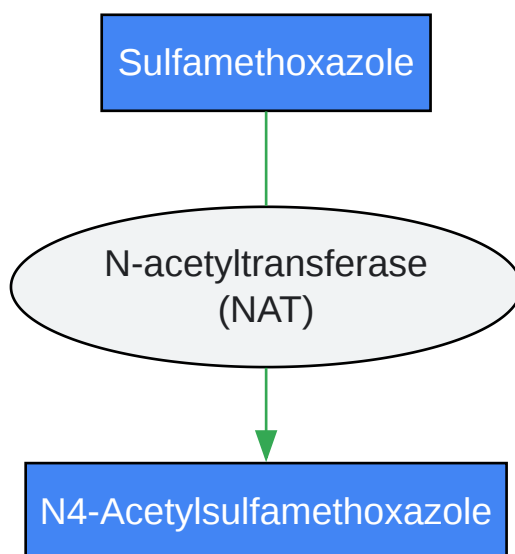 Sulfamethoxazole
N-acetyltransferase
(NAT)
N4-Acetylsulfamethoxazole